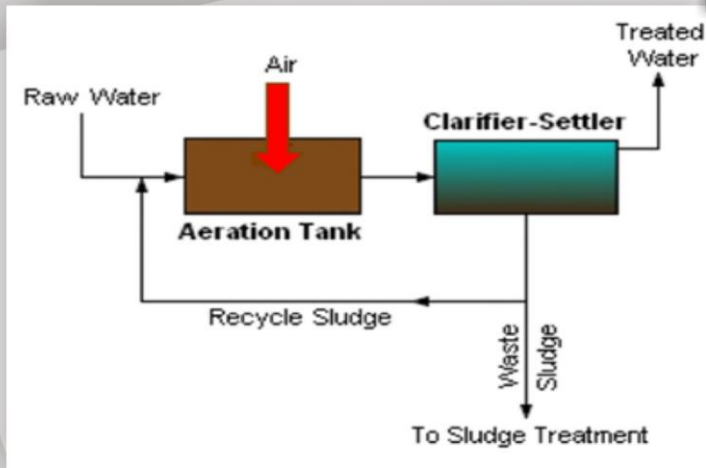 Treated
Water
Air
Raw Water
Clarifier-Settler
Aeration Tank
Recycle Sludge
Waste
Sludge
To Sludge Treatment